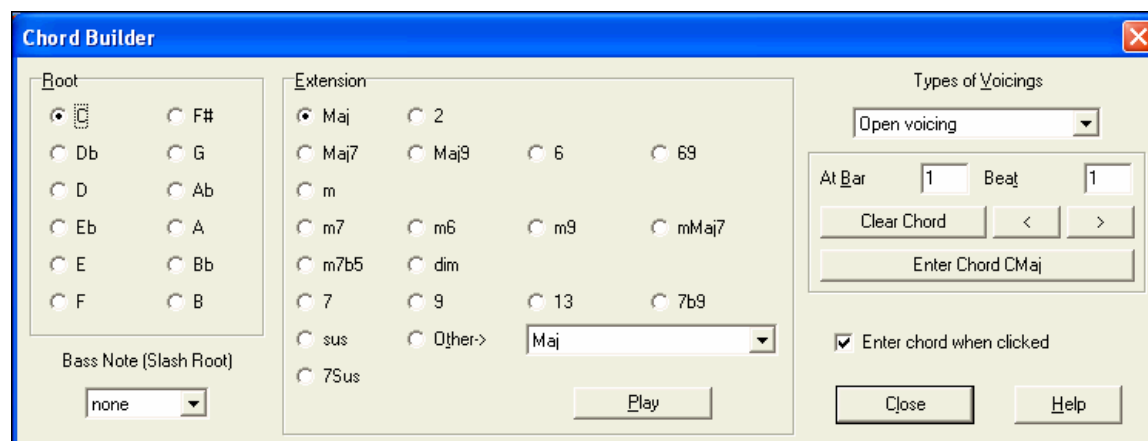 Chord Builder
Root
C F#
Db G
D Ab
Eb A
E Bb
F B
Bass Note (Slash Root)
none
Extension
Maj 2
Maj7 Maj9 6 69
m
m7 m6 m9 mMaj7
m7b5 dim
7 9 13 7b9
sus Other-> Maj
7Sus
Play
Types of Voicings
Open voicing
At Bar 1 Beat 1
Clear Chord < >
Enter Chord CMaj
Enter chord when clicked
Close Help